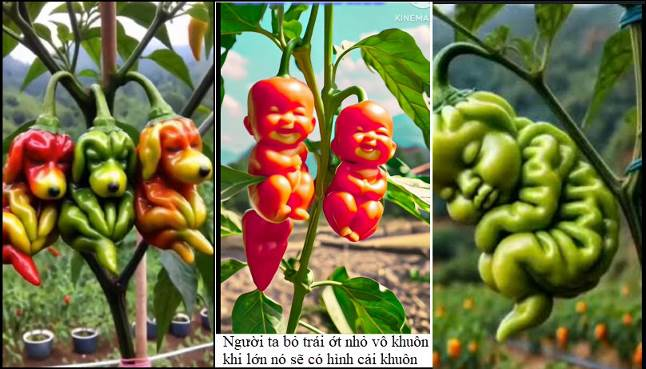 KINEMA
Người ta bỏ trái ớt nhỏ vô khuôn
khi lớn nó sẽ có hình cái khuôn